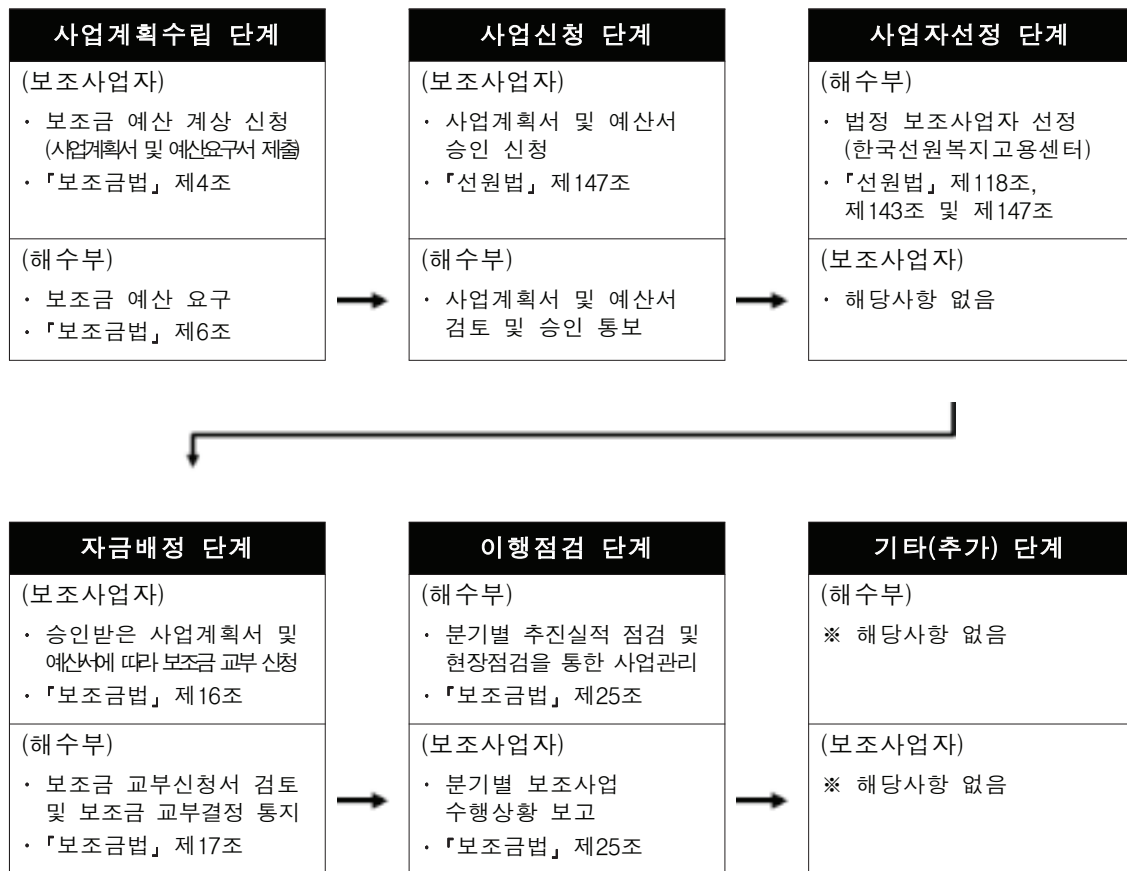 사업계획수립 단계
(보조사업자)
· 보조금 예산 계상 신청
(사업계획서 및 예산요구서 제출)
· 『보조금법』 제4조
(해수부)
· 보조금 예산 요구
· 『보조금법』 제6조
사업신청 단계
(보조사업자)
· 사업계획서 및 예산서
승인 신청
· 『선원법』 제147조
(해수부)
· 사업계획서 및 예산서
검토 및 승인 통보
사업자선정 단계
(해수부)
· 법정 보조사업자 선정
(한국선원복지고용센터)
· 『선원법』 제118조,
제143조 및 제147조
(보조사업자)
· 해당사항 없음
자금배정 단계
(보조사업자)
· 승인받은 사업계획서 및
예산서에 따라 보조금 교부 신청
· 『보조금법』 제16조
(해수부)
· 보조금 교부신청서 검토
및 보조금 교부결정 통지
· 『보조금법』 제17조
이행점검 단계
(해수부)
· 분기별 추진실적 점검 및
현장점검을 통한 사업관리
· 『보조금법』 제25조
(보조사업자)
· 분기별 보조사업
수행상황 보고
· 『보조금법』 제25조
기타(추가) 단계
(해수부)
※ 해당사항 없음
(보조사업자)
※ 해당사항 없음